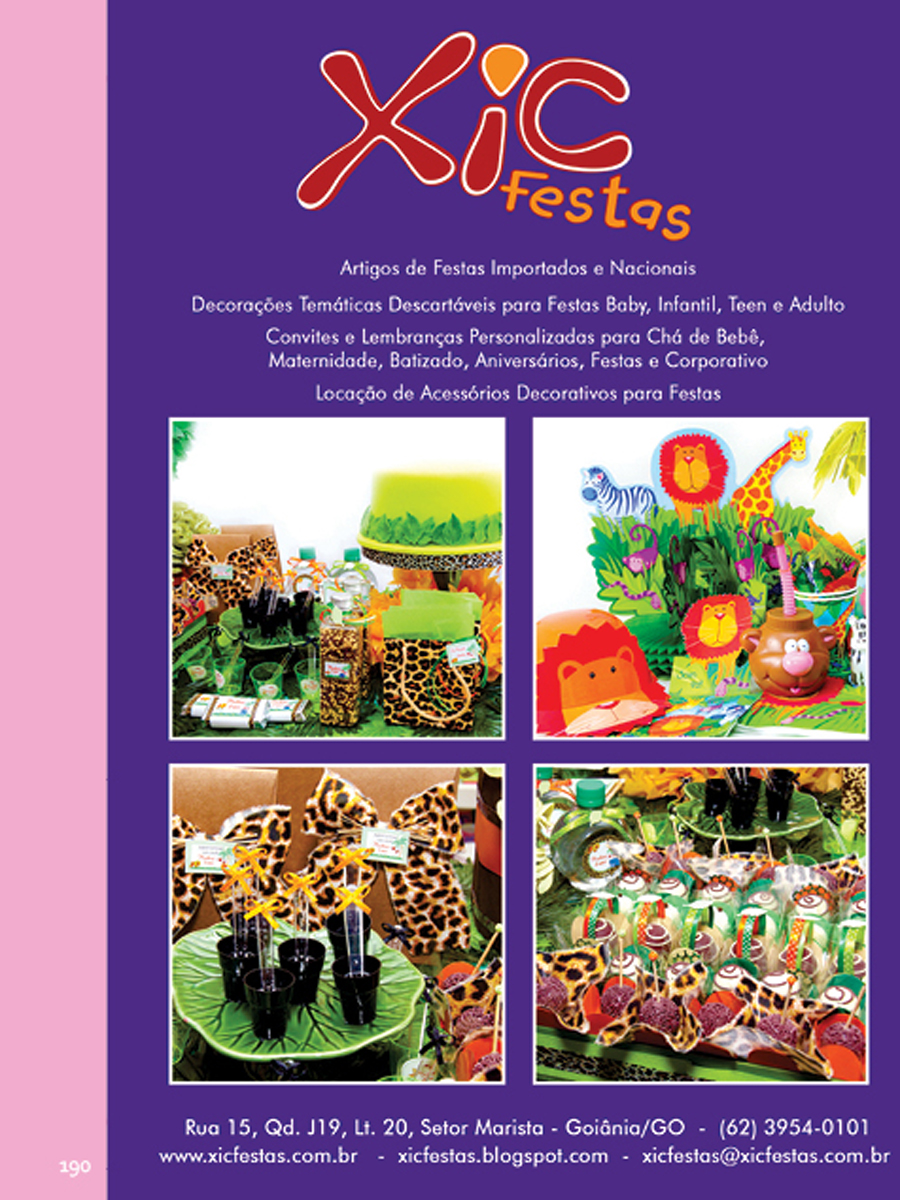 Xic
Festas
Artigos de Festas Importados e Nacionais
Decorações Temáticas Descartáveis para Festas Baby, Infantil, Teen e Adulto
Convites e Lembranças Personalizadas para Chá de Bebê,
Maternidade, Batizado, Aniversários, Festas e Corporativo
Locação de Acessórios Decorativos para Festas
Rua 15, Qd. J19, Lt. 20, Setor Marista - Goiânia/GO - (62) 3954-0101
www.xicfestas.com.br - xicfestas.blogspot.com - xicfestas@xicfestas.com.br
190